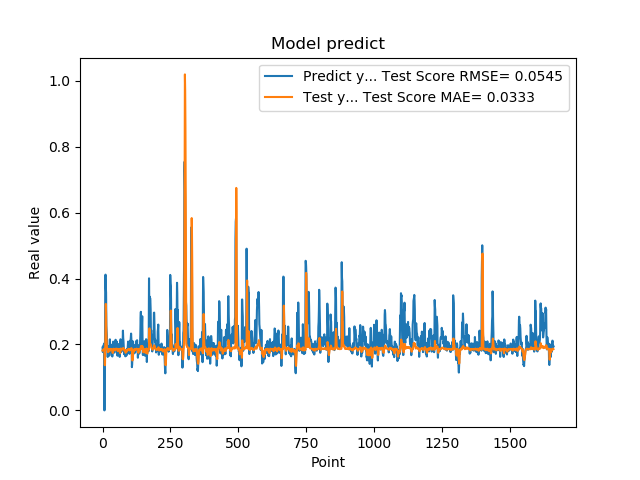 Model predict
Predict y... Test Score RMSE= 0.0545
Test y... Test Score MAE= 0.0333
Real value
1.0
0.8
0.6
0.4
0.2
0.0
0 250 500 750 1000 1250 1500
Point